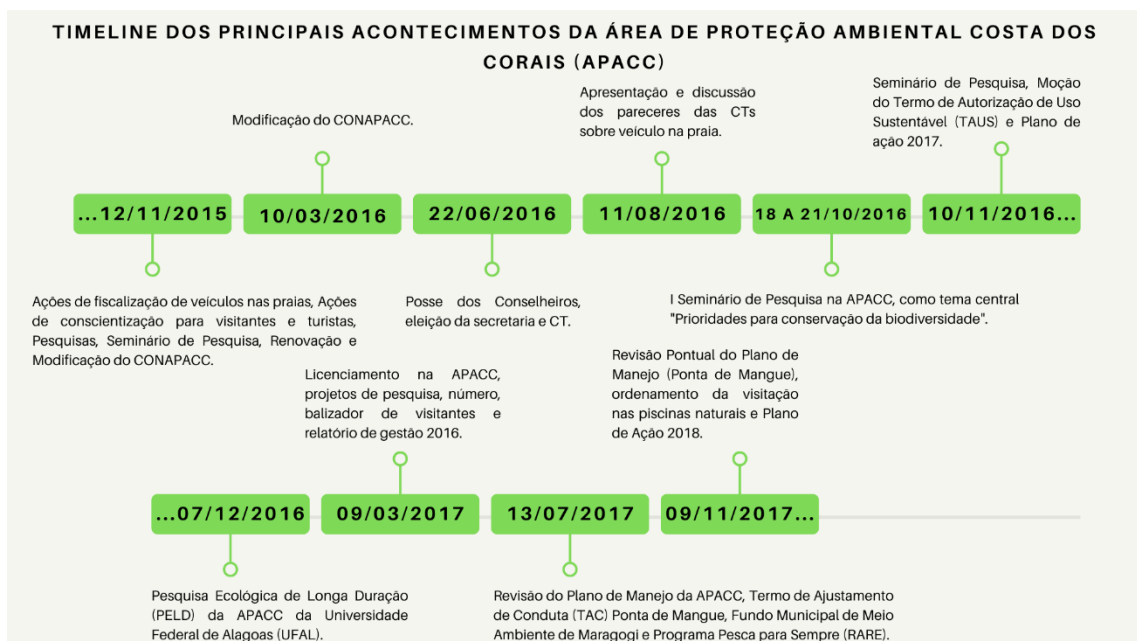 TIMELINE DOS PRINCIPAIS ACONTECIMENTOS DA ÁREA DE PROTEÇÃO AMBIENTAL COSTA DOS
CORAIS (APACC)
Modificação do CONAPACC.
Apresentação e discussão
dos pareceres das CTs
sobre veículo na praia.
Seminário de Pesquisa, Moção
do Termo de Autorização de Uso
Sustentável (TAUS) e Plano de
ação 2017.
...12/11/2015
10/03/2016
22/06/2016
11/08/2016
18 A 21/10/2016
10/11/2016...
Ações de fiscalização de veículos nas praias, Ações
de conscientização para visitantes e turistas,
Pesquisas, Seminário de Pesquisa, Renovação e
Modificação do CONAPACC.
Posse dos Conselheiros,
eleição da secretaria e CT.
I Seminário de Pesquisa na APACC, como tema central
"Prioridades para conservação da biodiversidade".
Licenciamento na APACC,
projetos de pesquisa, número,
balizador de visitantes e
relatório de gestão 2016.
Revisão Pontual do Plano de
Manejo (Ponta de Mangue),
ordenamento da visitação
nas piscinas naturais e Plano
de Ação 2018.
...07/12/2016
09/03/2017
13/07/2017
09/11/2017...
Pesquisa Ecológica de Longa Duração
(PELD) da APACC da Universidade
Federal de Alagoas (UFAL).
Revisão do Plano de Manejo da APACC, Termo de Ajustamento
de Conduta (TAC) Ponta de Mangue, Fundo Municipal de Meio
Ambiente de Maragogi e Programa Pesca para Sempre (RARE).